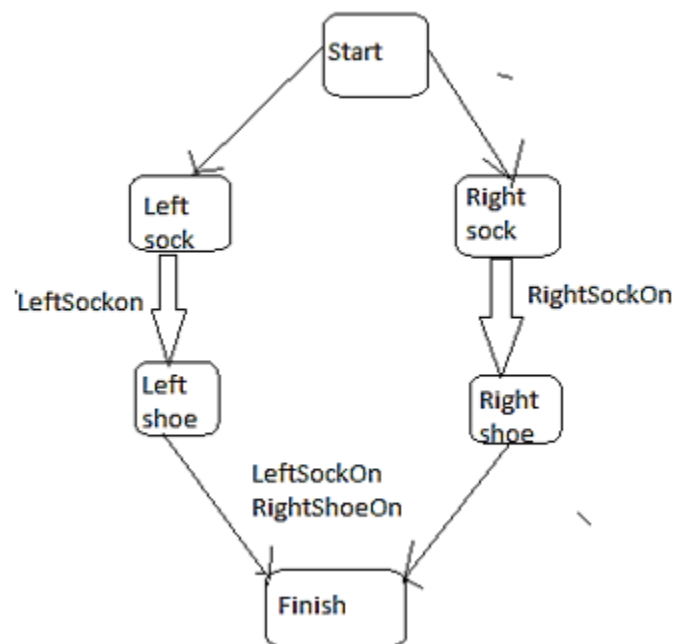 Start
Left
sock
Right
sock
LeftSockon
RightSockOn
Left
shoe
Right
shoe
LeftSockOn
RightShoeOn
Finish